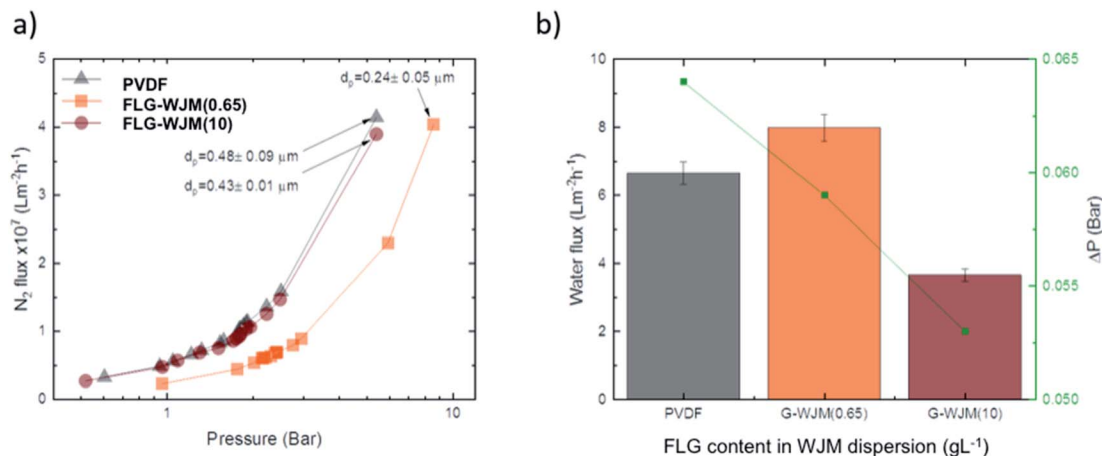 a)
N₂ flux x10⁷ (Lm⁻²h⁻¹)
5
4
3
2
1
0
PVDF
FLG-WJM(0.65)
FLG-WJM(10)
dₚ=0.24± 0.05 μm
dₚ=0.48± 0.09 μm
dₚ=0.43± 0.01 μm
1
10
Pressure (Bar)
b)
Water flux (Lm⁻²h⁻¹)
10
8
6
4
2
0
0.065
0.060
0.055
0.050
ΔP (Bar)
PVDF
G-WJM(0.65)
G-WJM(10)
FLG content in WJM dispersion (gL⁻¹)